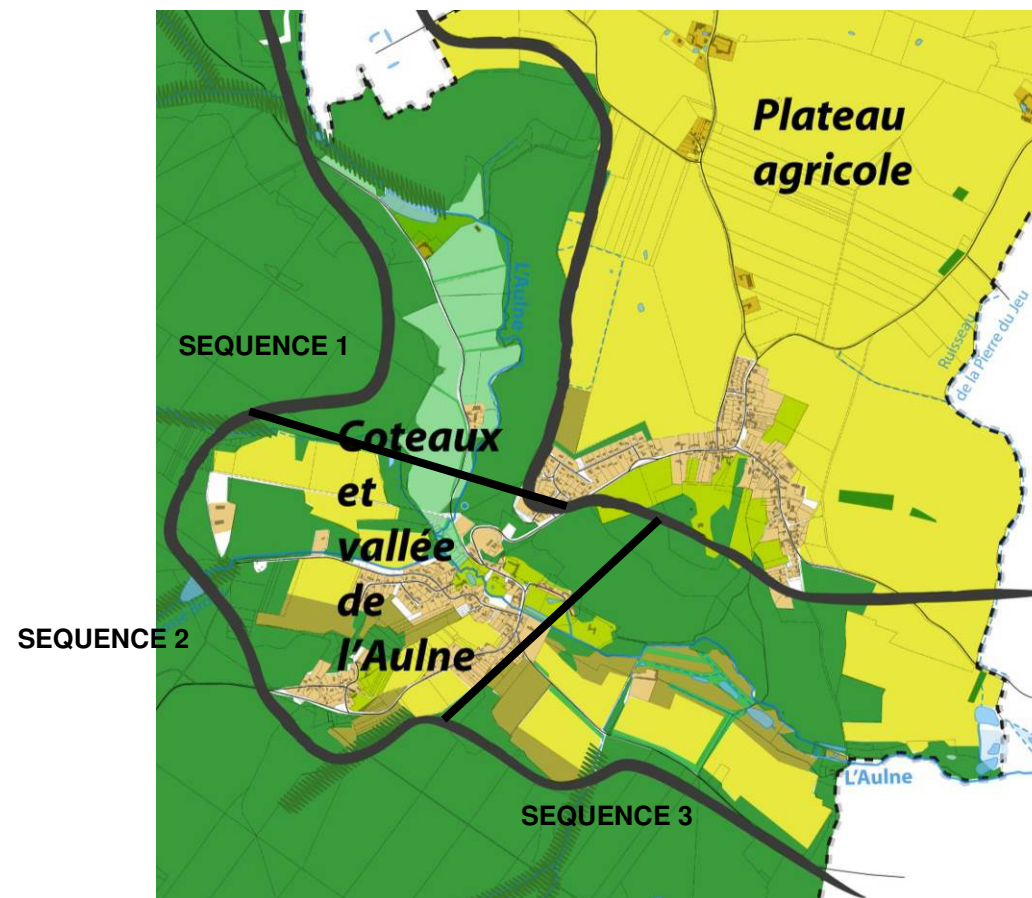 Plateau
agricole
L'Aulne
Ruisseau
de la Pierre du Jeu
SEQUENCE 1
Coteaux
et
vallée
de
l'Aulne
SEQUENCE 2
L'Aulne
SEQUENCE 3